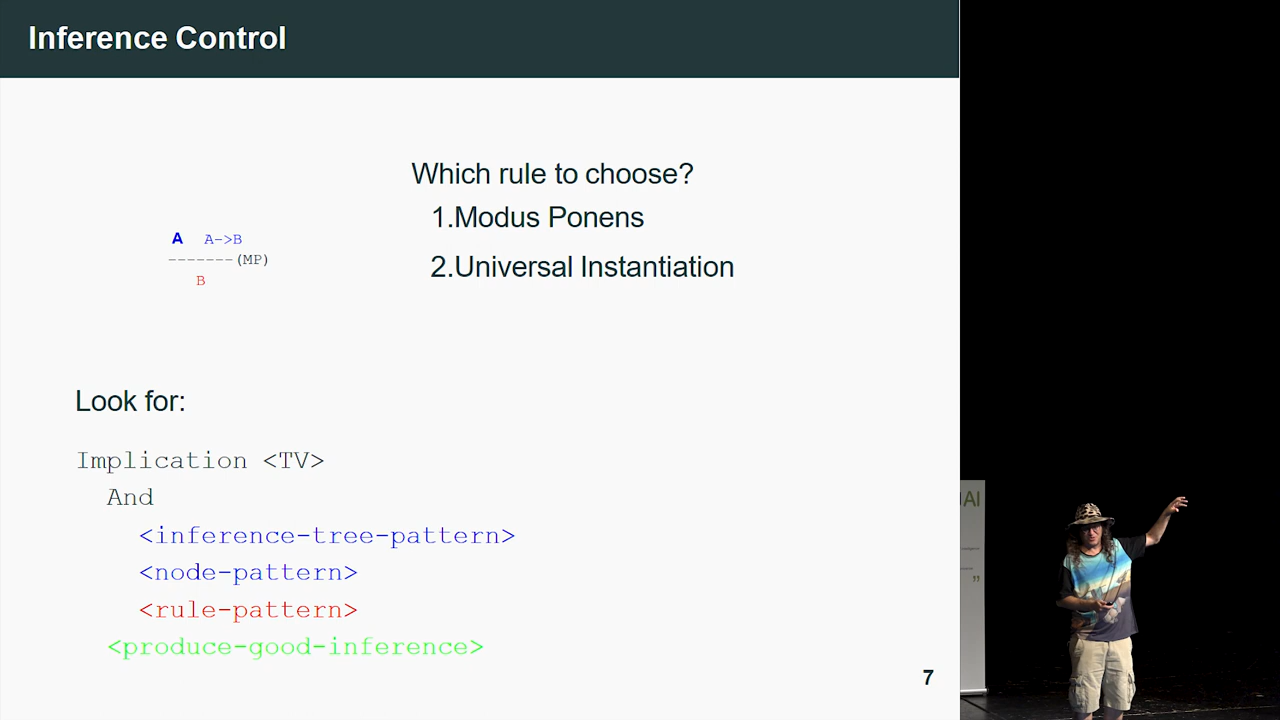 Inference Control
Which rule to choose?
1.Modus Ponens
2.Universal Instantiation
A A->B
-------(MP)
B
Look for:
Implication <TV>
And
<inference-tree-pattern>
<node-pattern>
<rule-pattern>
<produce-good-inference>
7
AI
”